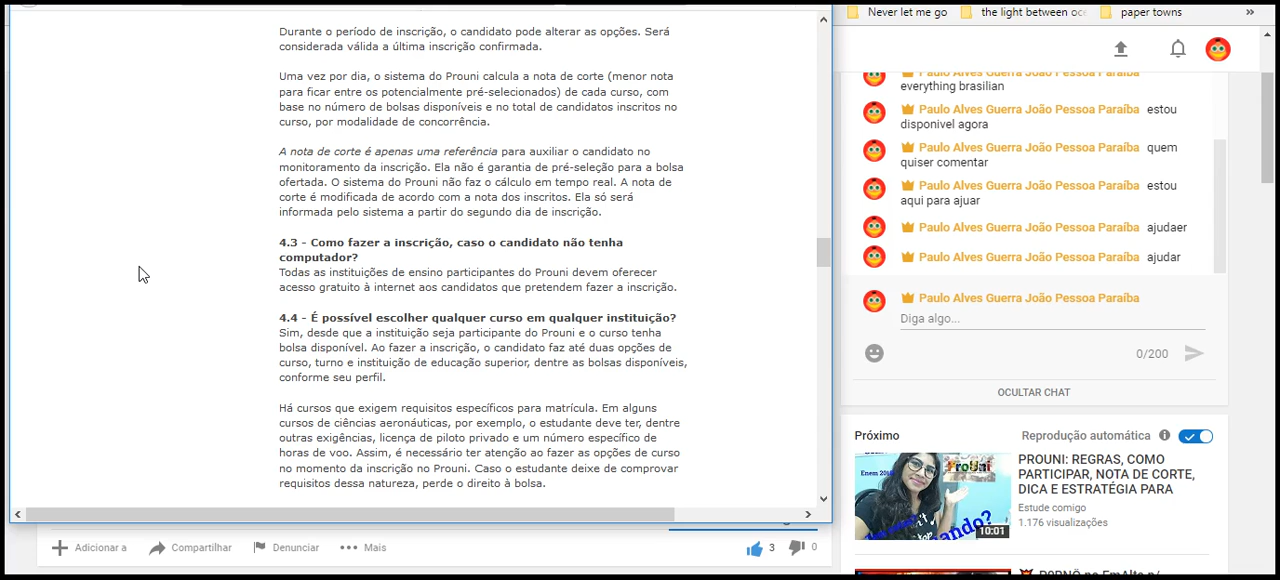 Durante o período de inscrição, o candidato pode alterar as opções. Será
considerada válida a última inscrição confirmada.
Uma vez por dia, o sistema do Prouni calcula a nota de corte (menor nota
para ficar entre os potencialmente pré-selecionados) de cada curso, com
base no número de bolsas disponíveis e no total de candidatos inscritos no
curso, por modalidade de concorrência.
A nota de corte é apenas uma referência para auxiliar o candidato no
monitoramento da inscrição. Ela não é garantia de pré-seleção para a bolsa
ofertada. O sistema do Prouni não faz o cálculo em tempo real. A nota de
corte é modificada de acordo com a nota dos inscritos. Ela só será
informada pelo sistema a partir do segundo dia de inscrição.
4.3 - Como fazer a inscrição, caso o candidato não tenha
computador?
Todas as instituições de ensino participantes do Prouni devem oferecer
acesso gratuito à internet aos candidatos que pretendem fazer a inscrição.
4.4 - É possível escolher qualquer curso em qualquer instituição?
Sim, desde que a instituição seja participante do Prouni e o curso tenha
bolsa disponível. Ao fazer a inscrição, o candidato faz até duas opções de
curso, turno e instituição de educação superior, dentre as bolsas disponíveis,
conforme seu perfil.
Há cursos que exigem requisitos específicos para matrícula. Em alguns
cursos de ciências aeronáuticas, por exemplo, o estudante deve ter, dentre
outras exigências, licença de piloto privado e um número específico de
horas de voo. Assim, é necessário ter atenção ao fazer as opções de curso
no momento da inscrição no Prouni. Caso o estudante deixe de comprovar
requisitos dessa natureza, perde o direito à bolsa.
Adicionar a
Compartilhar
Denunciar
Mais
3
0
Never let me go
the light between oce
paper towns
»
Paulo Alves Guerra João Pessoa Paraíba
everything brasilian
Paulo Alves Guerra João Pessoa Paraíba estou
disponivel agora
Paulo Alves Guerra João Pessoa Paraíba quem
quiser comentar
Paulo Alves Guerra João Pessoa Paraíba estou
aqui para ajuar
Paulo Alves Guerra João Pessoa Paraíba ajudaer
Paulo Alves Guerra João Pessoa Paraíba ajudar
Paulo Alves Guerra João Pessoa Paraíba
Diga algo...
0/200
OCULTAR CHAT
Próximo
Reprodução automática
Enem 201
ProUni
10:01
PROUNI: REGRAS, COMO
PARTICIPAR, NOTA DE CORTE,
DICA E ESTRATÉGIA PARA
Estude comigo
1.176 visualizações